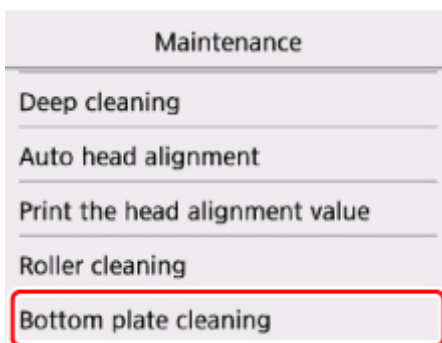 Maintenance
Deep cleaning
Auto head alignment
Print the head alignment value
Roller cleaning
Bottom plate cleaning